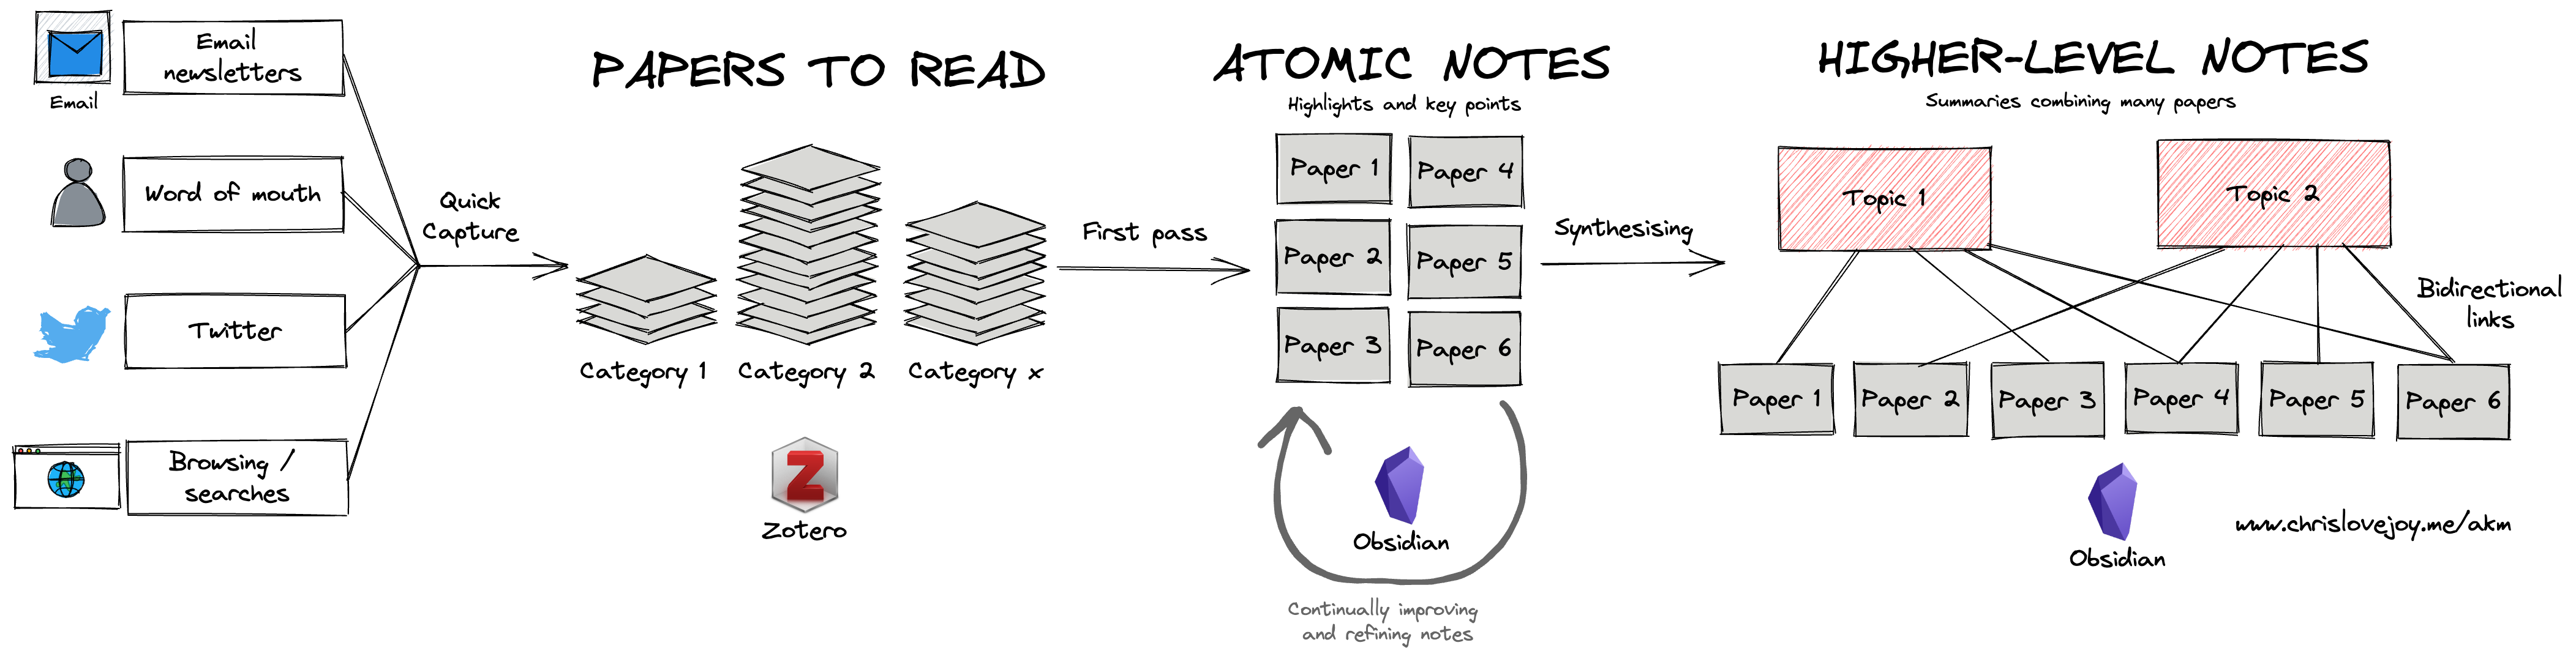 Email
newsletters
Email
Word of mouth
Twitter
Browsing /
searches
Quick
Capture
PAPERS TO READ
Category 1
Category 2
Category x
Z
Zotero
First pass
ATOMIC NOTES
Highlights and key points
Paper 1
Paper 4
Paper 2
Paper 5
Paper 3
Paper 6
Obsidian
Continually improving
and refining notes
Synthesising
HIGHER-LEVEL NOTES
Summaries combining many papers
Topic 1
Topic 2
Bidirectional
links
Paper 1
Paper 2
Paper 3
Paper 4
Paper 5
Paper 6
Obsidian
www.chrislovejoy.me/akm